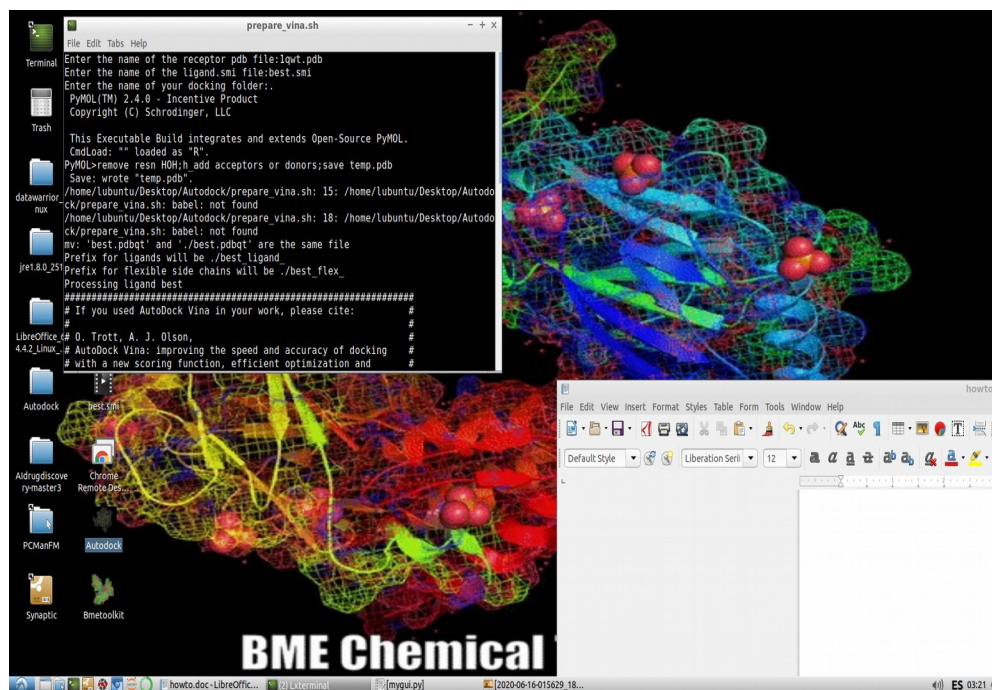 prepare_vina.sh
File Edit Tabs Help
Enter the name of the receptor pdb file:1qwt.pdb
Enter the name of the ligand.smi file:best.smi
Enter the name of your docking folder:.
PyMOL(TM) 2.4.0 - Incentive Product
Copyright (C) Schrodinger, LLC
This Executable Build integrates and extends Open-Source PyMOL.
CmdLoad: "" loaded as "R".
PyMOL>remove resn HOH;h_add acceptors or donors;save temp.pdb
Save: wrote "temp.pdb".
/home/lubuntu/Desktop/Autodock/prepare_vina.sh: 15: /home/lubuntu/Desktop/Autodo
ck/prepare_vina.sh: babel: not found
/home/lubuntu/Desktop/Autodock/prepare_vina.sh: 18: /home/lubuntu/Desktop/Autodo
ck/prepare_vina.sh: babel: not found
mv: 'best.pdbqt' and './best.pdbqt' are the same file
Prefix for ligands will be ./best_ligand_
Prefix for flexible side chains will be ./best_flex_
Processing ligand best
#################################################################
# If you used AutoDock Vina in your work, please cite: #
# #
# O. Trott, A. J. Olson, #
# AutoDock Vina: improving the speed and accuracy of docking #
# with a new scoring function, efficient optimization and #
Terminal
Trash
datawarrior_
nux
jre1.8.0_251
LibreOffice_
4.4.2_Linux_
Autodock
best.smi
AIdrugdiscove
ry-master3
Chrome
Remote Des...
PCManFM
Autodock
Synaptic
Bmetoolkit
howto
File Edit View Insert Format Styles Table Form Tools Window Help
Default Style
Liberation Seri
12
BME Chemical
howto.doc - LibreOffic...
(2) Lxterminal
[mygui.py]
[2020-06-16-015629_18...
ES 03:21